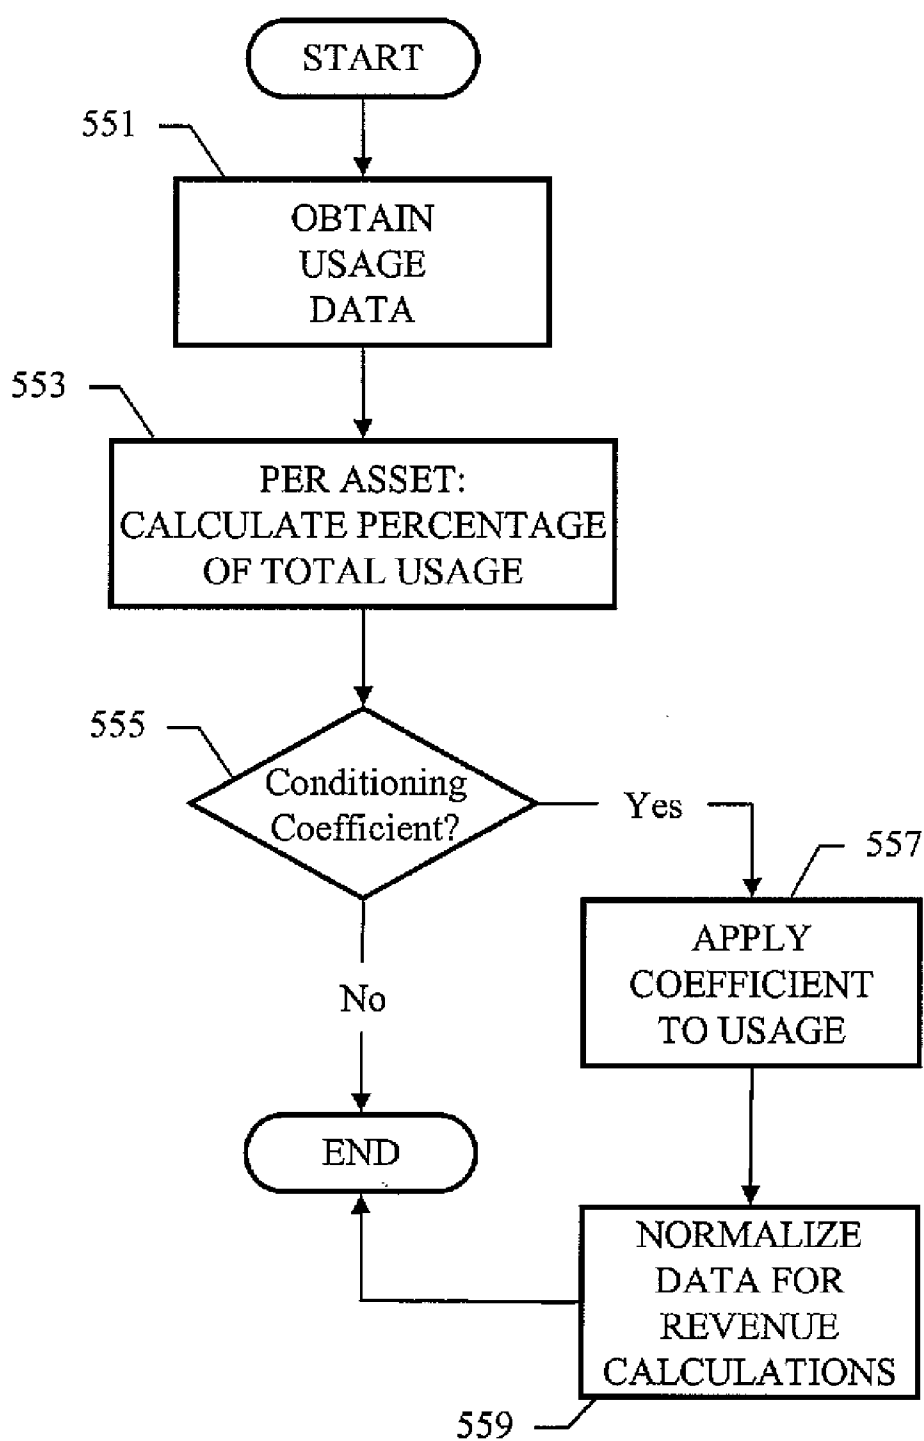 START
551
OBTAIN
USAGE
DATA
553
PER ASSET:
CALCULATE PERCENTAGE
OF TOTAL USAGE
555
Conditioning
Coefficient?
Yes
557
APPLY
COEFFICIENT
TO USAGE
No
END
NORMALIZE
DATA FOR
REVENUE
CALCULATIONS
559